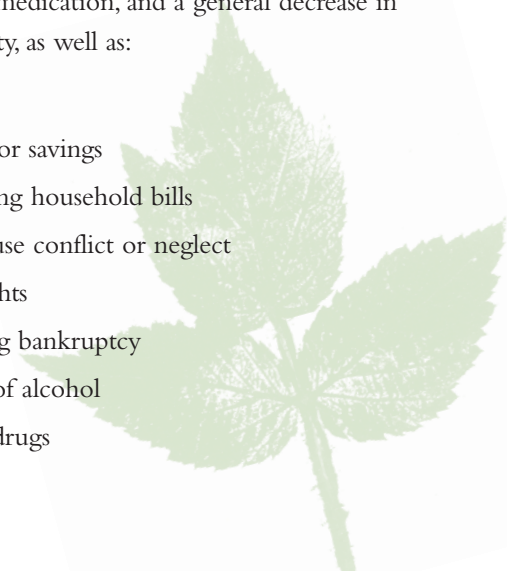 medication, and a general decrease in
ty, as well as:
or savings
ng household bills
use conflict or neglect
hts
g bankruptcy
of alcohol
drugs